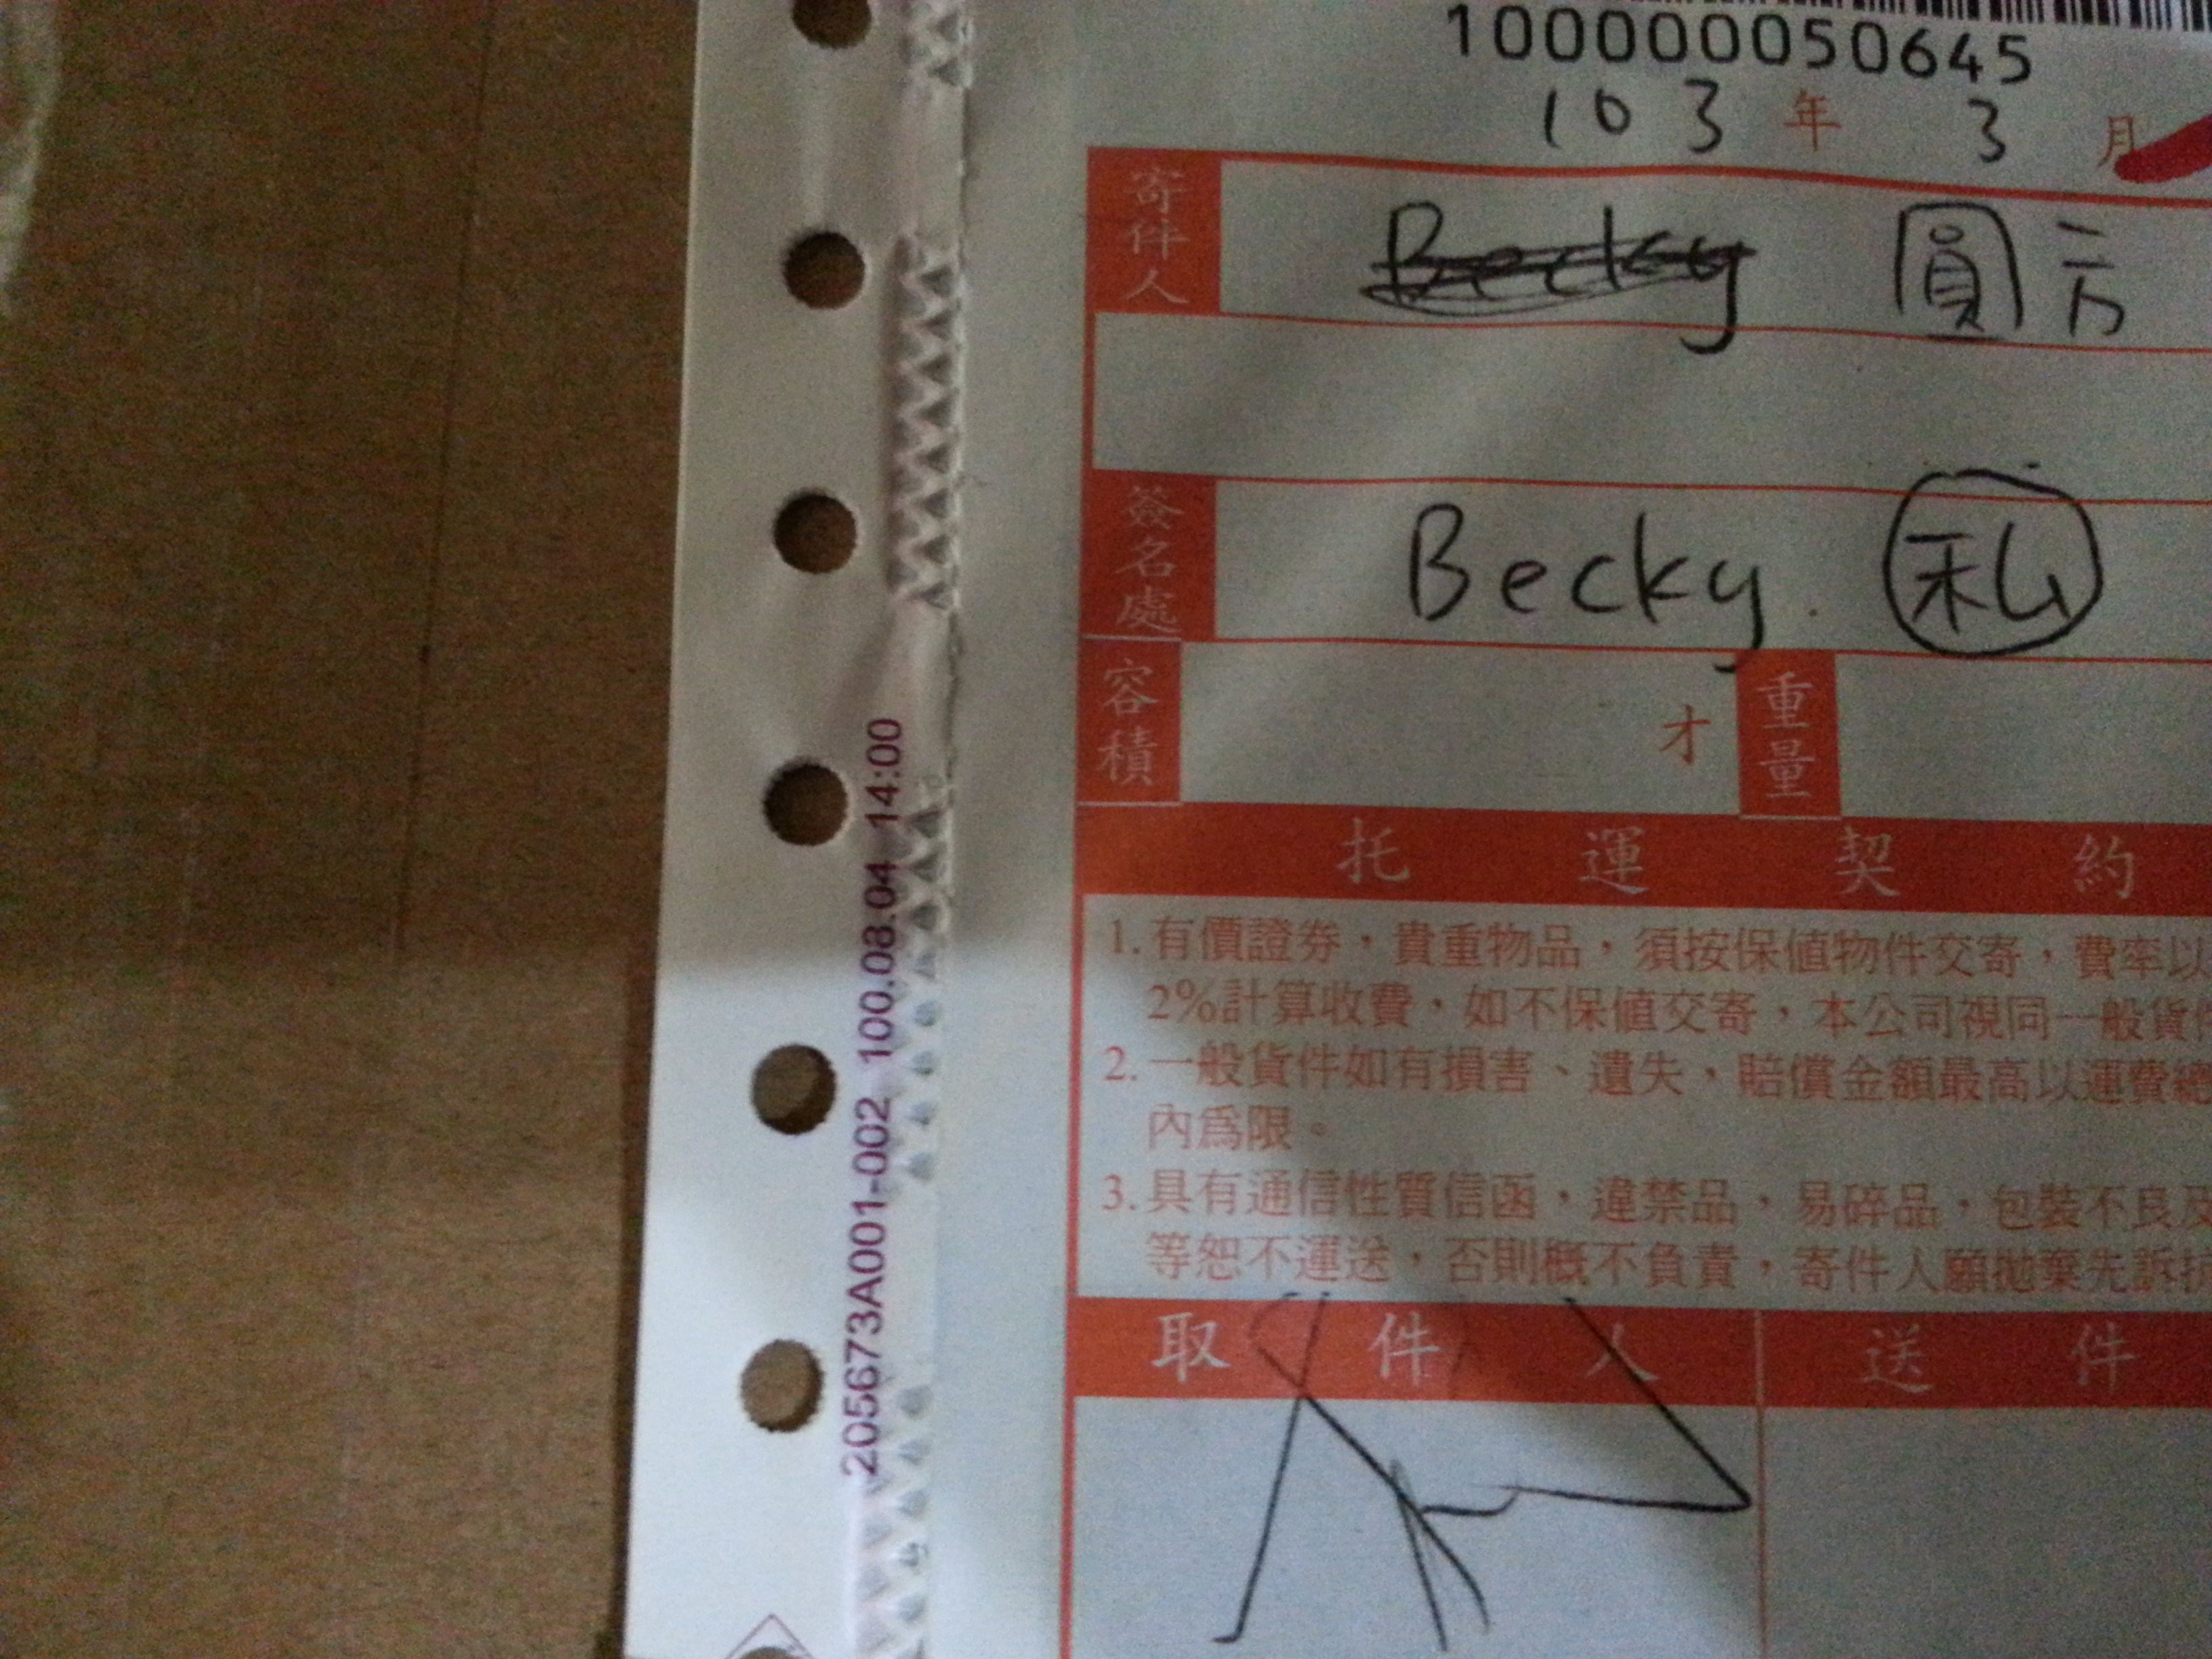 100000050645
103 年 3 月
寄件人 Becky 圓方
簽名處 Becky. 私
容積 才 重量
托運契約
1. 有價證券，貴重物品，須按保值物件交寄，費率以
2%計算收費，如不保值交寄，本公司視同一般貨
2. 一般貨件如有損害、遺失，賠償金額最高以運費總
內為限。
3. 具有通信性質信函，違禁品，易碎品，包裝不良及
等恕不運送，否則概不負責，寄件人願拋棄先訴抗
取件人 送件
205673A001-002 100.08.04 14:00